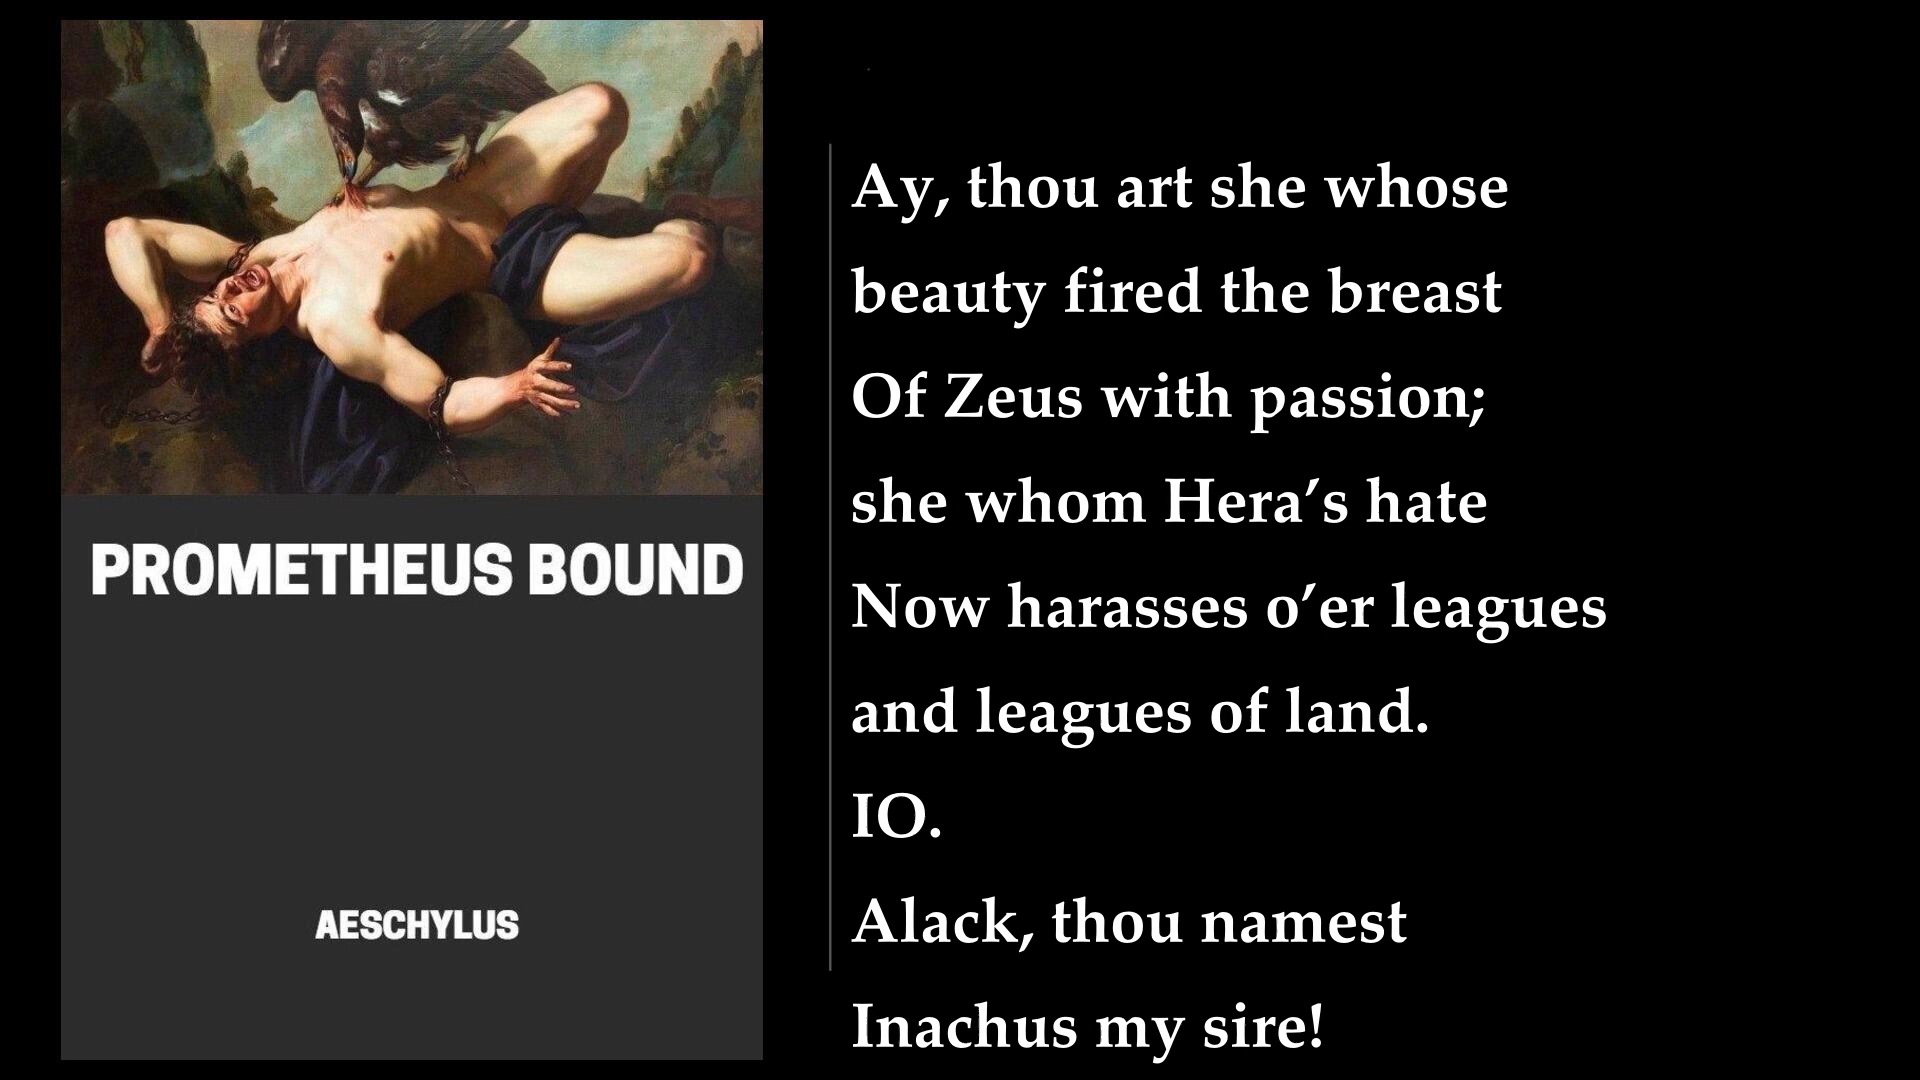 PROMETHEUS BOUND
AESCHYLUS
Ay, thou art she whose
beauty fired the breast
Of Zeus with passion;
she whom Hera’s hate
Now harasses o’er leagues
and leagues of land.
IO.
Alack, thou namest
Inachus my sire!